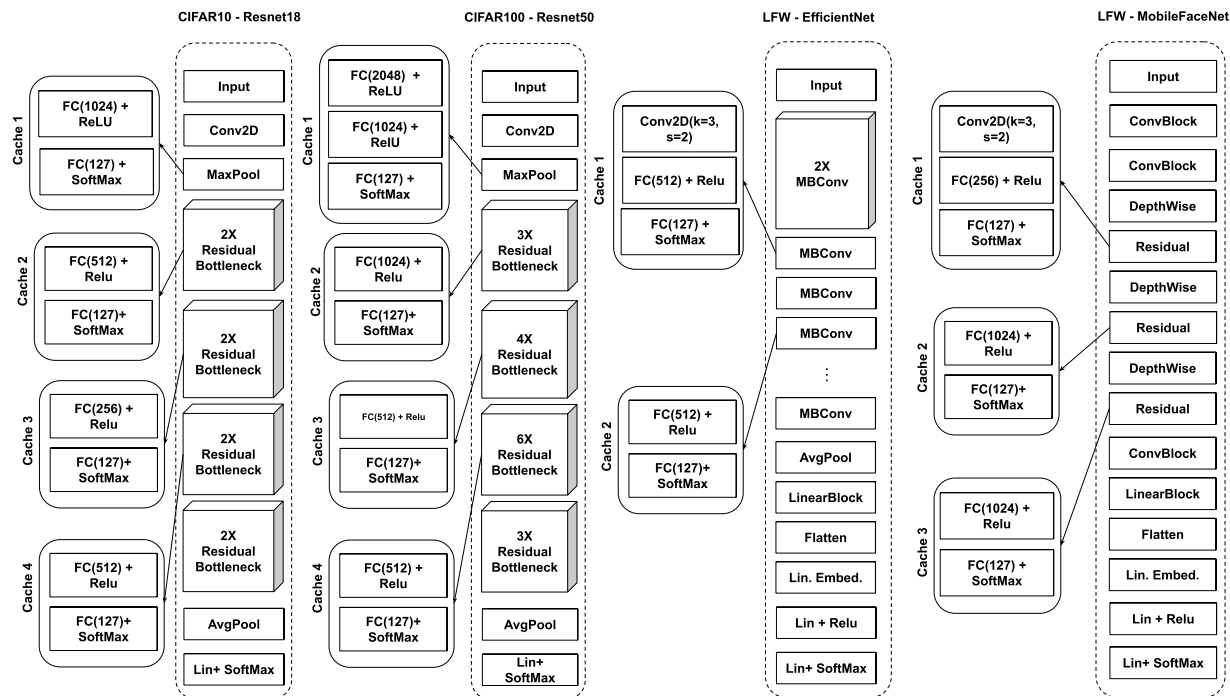 CIFAR10 - Resnet18
Cache 1
FC(1024) +
ReLU
FC(127) +
SoftMax
Cache 2
FC(512) +
Relu
FC(127)+
SoftMax
Cache 3
FC(256) +
Relu
FC(127)+
SoftMax
Cache 4
FC(512) +
Relu
FC(127)+
SoftMax
Input
Conv2D
MaxPool
2X
Residual
Bottleneck
2X
Residual
Bottleneck
2X
Residual
Bottleneck
2X
Residual
Bottleneck
AvgPool
Lin+ SoftMax
CIFAR100 - Resnet50
Cache 1
FC(2048) +
ReLU
FC(1024) +
RelU
FC(127) +
SoftMax
Cache 2
FC(1024) +
Relu
FC(127)+
SoftMax
Cache 3
FC(512) + Relu
FC(127)+
SoftMax
Cache 4
FC(512) +
Relu
FC(127)+
SoftMax
Input
Conv2D
MaxPool
3X
Residual
Bottleneck
4X
Residual
Bottleneck
6X
Residual
Bottleneck
3X
Residual
Bottleneck
AvgPool
Lin+
SoftMax
LFW - EfficientNet
Cache 1
Conv2D(k=3,
s=2)
FC(512) + Relu
FC(127) +
SoftMax
Cache 2
FC(512) +
Relu
FC(127)+
SoftMax
Input
2X
MBConv
MBConv
MBConv
MBConv
⋮
MBConv
AvgPool
LinearBlock
Flatten
Lin. Embed.
Lin + Relu
Lin+ SoftMax
LFW - MobileFaceNet
Cache 1
Conv2D(k=3,
s=2)
FC(256) + Relu
FC(127) +
SoftMax
Cache 2
FC(1024) +
Relu
FC(127)+
SoftMax
Cache 3
FC(1024) +
Relu
FC(127) +
SoftMax
Input
ConvBlock
ConvBlock
DepthWise
Residual
DepthWise
Residual
DepthWise
Residual
ConvBlock
LinearBlock
Flatten
Lin. Embed.
Lin + Relu
Lin+ SoftMax